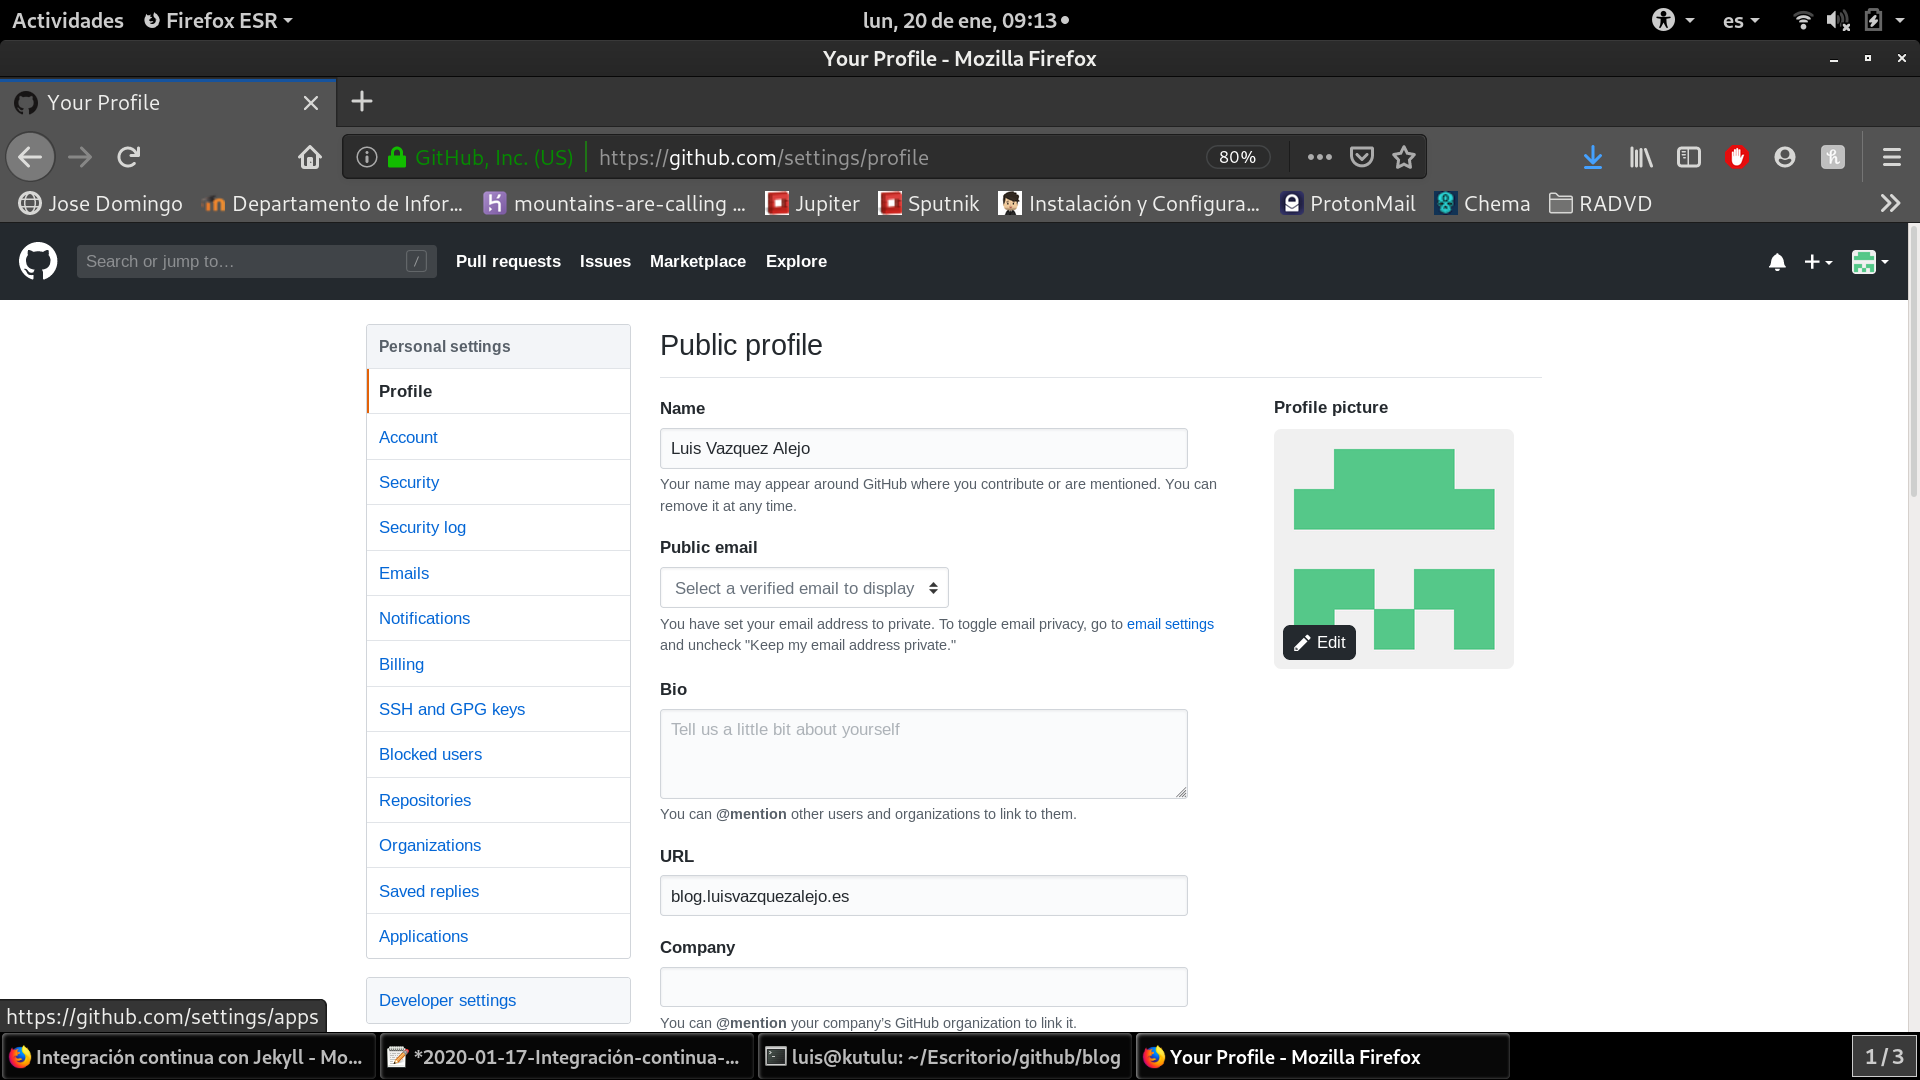 Actividades Firefox ESR lun, 20 de ene, 09:13 es
Your Profile - Mozilla Firefox
Your Profile
GitHub, Inc. (US) https://github.com/settings/profile 80%
Jose Domingo Departamento de Infor... mountains-are-calling ... Jupiter Sputnik Instalación y Configura... ProtonMail Chema RADVD
Search or jump to… / Pull requests Issues Marketplace Explore
Personal settings
Profile
Account
Security
Security log
Emails
Notifications
Billing
SSH and GPG keys
Blocked users
Repositories
Organizations
Saved replies
Applications
Developer settings
Public profile
Name
Luis Vazquez Alejo
Your name may appear around GitHub where you contribute or are mentioned. You can
remove it at any time.
Public email
Select a verified email to display
You have set your email address to private. To toggle email privacy, go to email settings
and uncheck "Keep my email address private."
Bio
Tell us a little bit about yourself
You can @mention other users and organizations to link to them.
URL
blog.luisvazquezalejo.es
Company
You can @mention your company's GitHub organization to link it.
Profile picture
Edit
https://github.com/settings/apps
Integración continua con Jekyll - Mo... *2020-01-17-Integración-continua-... luis@kutulu: ~/Escritorio/github/blog Your Profile - Mozilla Firefox 1 / 3